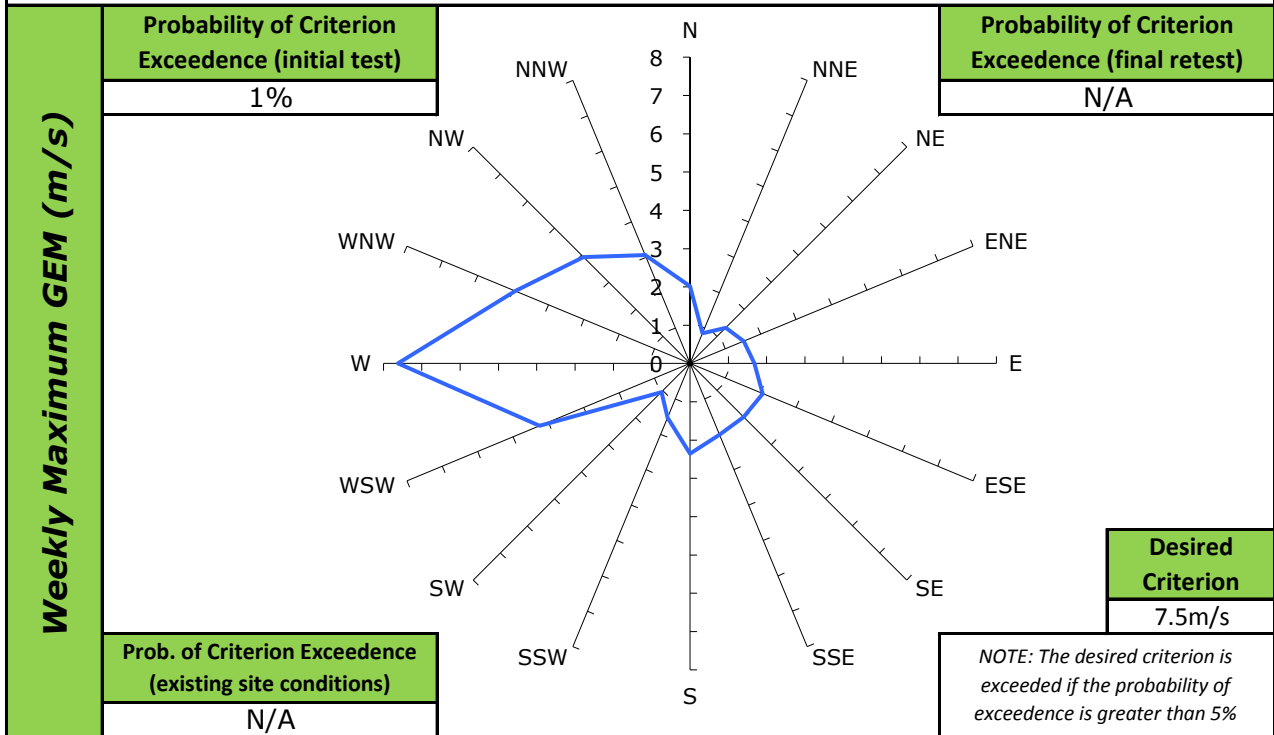 Weekly Maximum GEM (m/s)
Probability of Criterion
Exceedence (initial test)
1%
Probability of Criterion
Exceedence (final retest)
N/A
N
NNW
NNE
NW
NE
WNW
ENE
W
E
WSW
ESE
SW
SE
SSW
SSE
S
8
7
6
5
4
3
2
1
0
Desired
Criterion
7.5m/s
Prob. of Criterion Exceedence
(existing site conditions)
N/A
NOTE: The desired criterion is
exceeded if the probability of
exceedence is greater than 5%